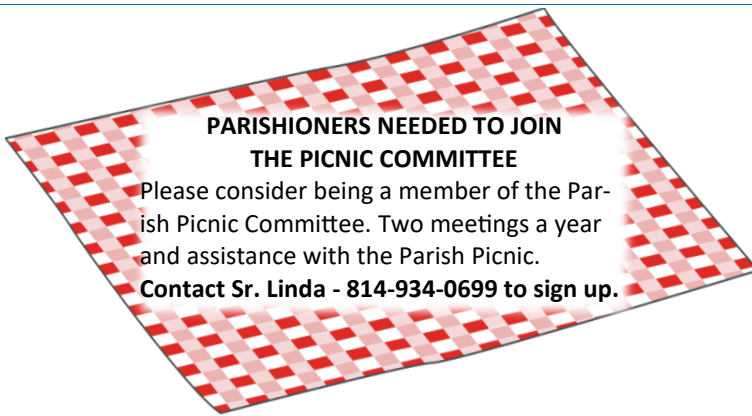 PARISHIONERS NEEDED TO JOIN
THE PICNIC COMMITTEE
Please consider being a member of the Par-
ish Picnic Committee. Two meetings a year
and assistance with the Parish Picnic.
Contact Sr. Linda - 814-934-0699 to sign up.